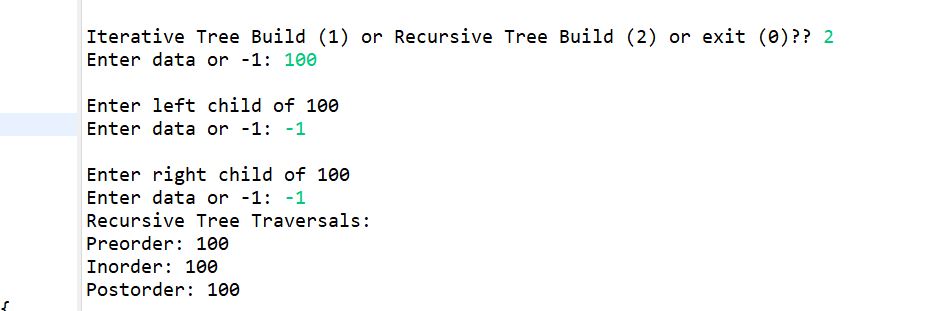 Iterative Tree Build (1) or Recursive Tree Build (2) or exit (0)?? 2
Enter data or -1: 100
Enter left child of 100
Enter data or -1: -1
Enter right child of 100
Enter data or -1: -1
Recursive Tree Traversals:
Preorder: 100
Inorder: 100
Postorder: 100
{